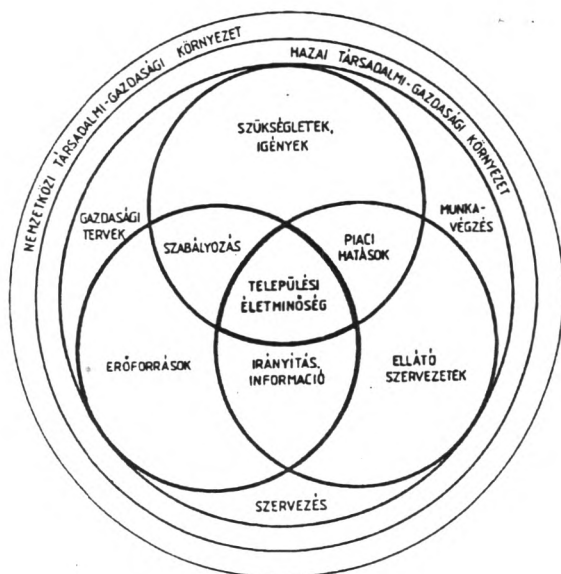 NEMZETKÖZI TÁRSADALMI-GAZDASÁGI KÖRNYEZET
HAZAI TÁRSADALMI-GAZDASÁGI KÖRNYEZET
SZÜKSÉGLETEK,
IGÉNYEK
GAZDASÁGI
TERVEK
MUNKA-
VÉGZÉS
SZABÁLYOZÁS
PIACI
HATÁSOK
TELEPÜLÉSI
ÉLETMINŐSÉG
ERŐFORRÁSOK
IRÁNYÍTÁS,
INFORMACIÓ
ELLÁTÓ
SZERVEZETEK
SZERVEZÉS